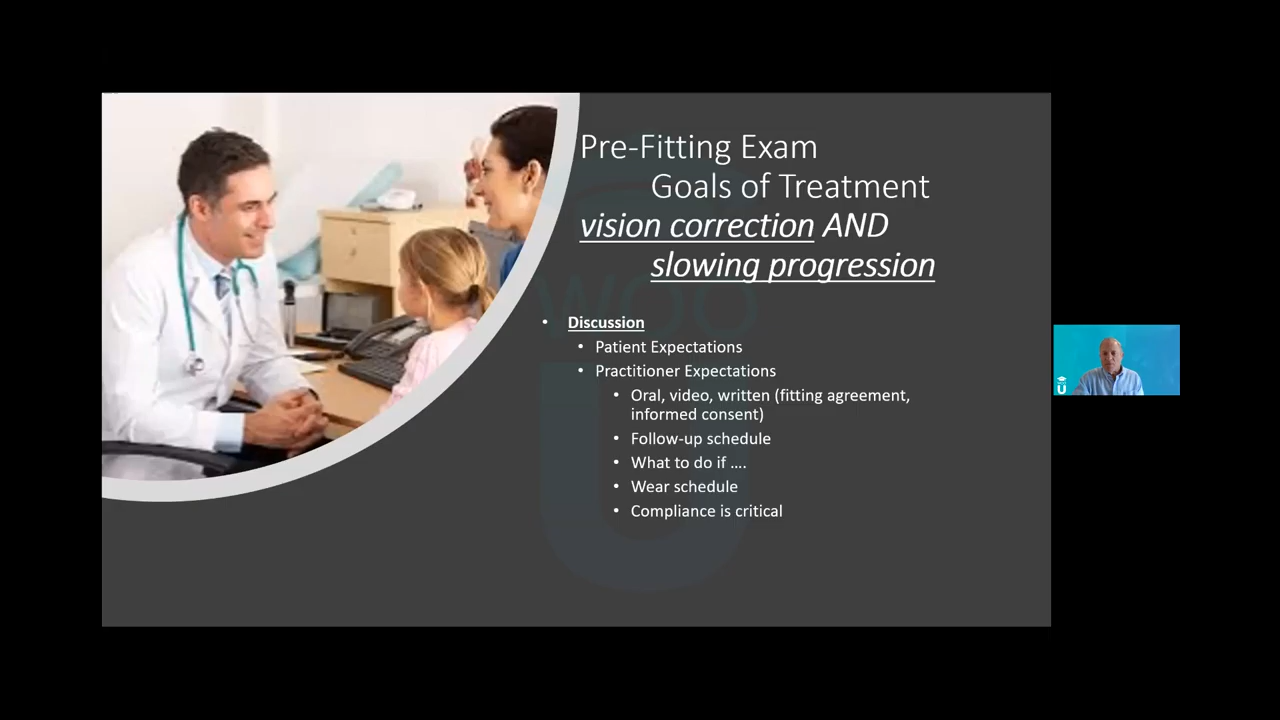 Pre-Fitting Exam
Goals of Treatment
vision correction AND
slowing progression
• Discussion
• Patient Expectations
• Practitioner Expectations
• Oral, video, written (fitting agreement,
informed consent)
• Follow-up schedule
• What to do if ….
• Wear schedule
• Compliance is critical
WOO
U
U